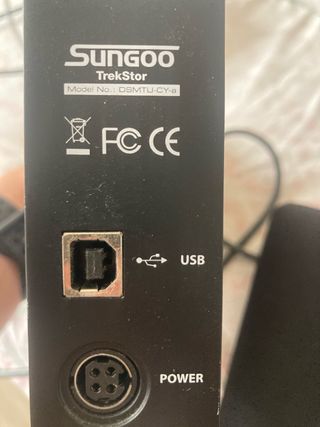 SUNGOO
TrekStor
Model No.: DSMTU-CY-a
FC CE
USB
POWER